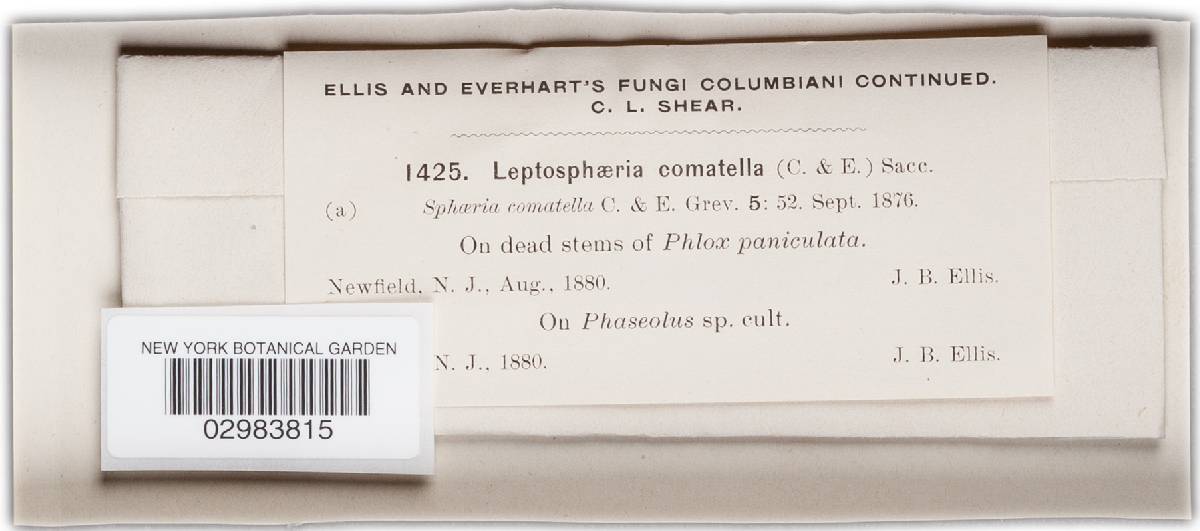 ELLIS AND EVERHART'S FUNGI COLUMBIANI CONTINUED.
C. L. SHEAR.
1425. Leptosphæria comatella (C. & E.) Sacc.
(a) Sphæria comatella C. & E. Grev. 5: 52. Sept. 1876.
On dead stems of Phlox paniculata.
Newfield, N. J., Aug., 1880. J. B. Ellis.
On Phaseolus sp. cult.
N. J., 1880. J. B. Ellis.
NEW YORK BOTANICAL GARDEN
02983815